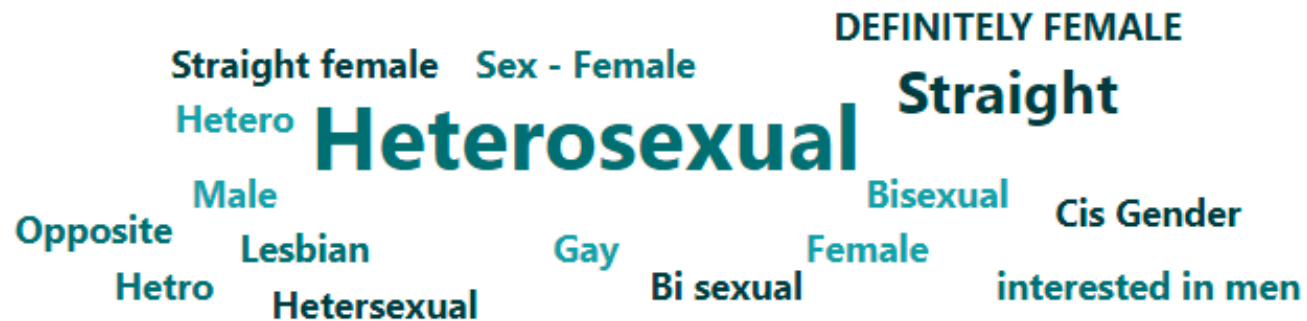 DEFINITELY FEMALE
Straight female
Sex - Female
Straight
Hetero
Heterosexual
Male
Bisexual
Cis Gender
Opposite
Lesbian
Gay
Female
Hetro
Bi sexual
interested in men
Hetersexual